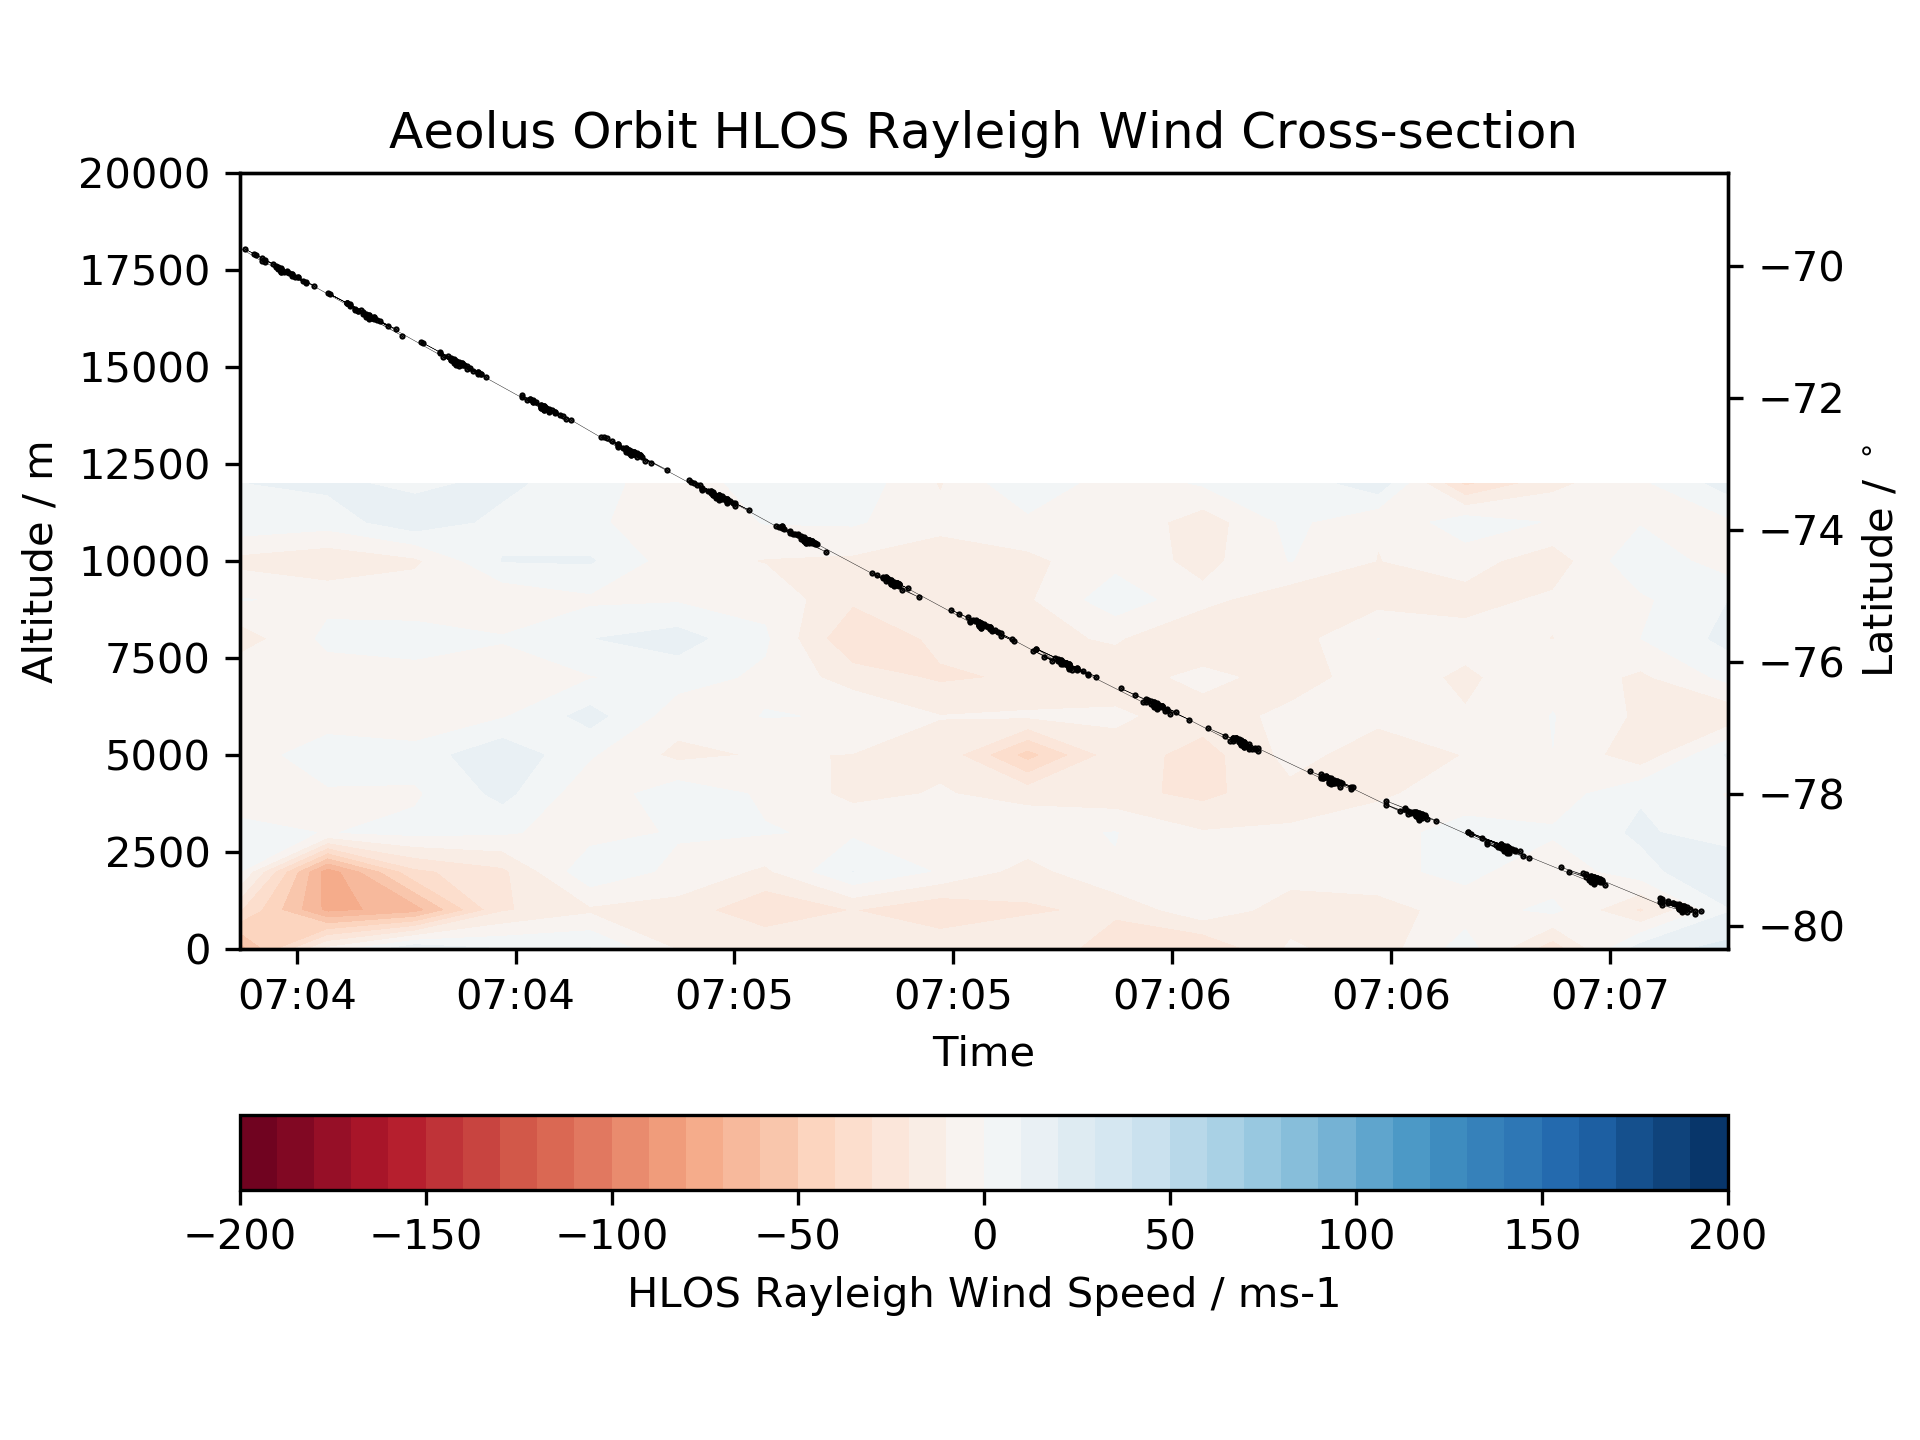 Aeolus Orbit HLOS Rayleigh Wind Cross-section
20000
17500
15000
12500
10000
7500
5000
2500
0
Altitude / m
−70
−72
−74
−76
−78
−80
Latitude / °
07:04 07:04 07:05 07:05 07:06 07:06 07:07
Time
−200 −150 −100 −50 0 50 100 150 200
HLOS Rayleigh Wind Speed / ms-1